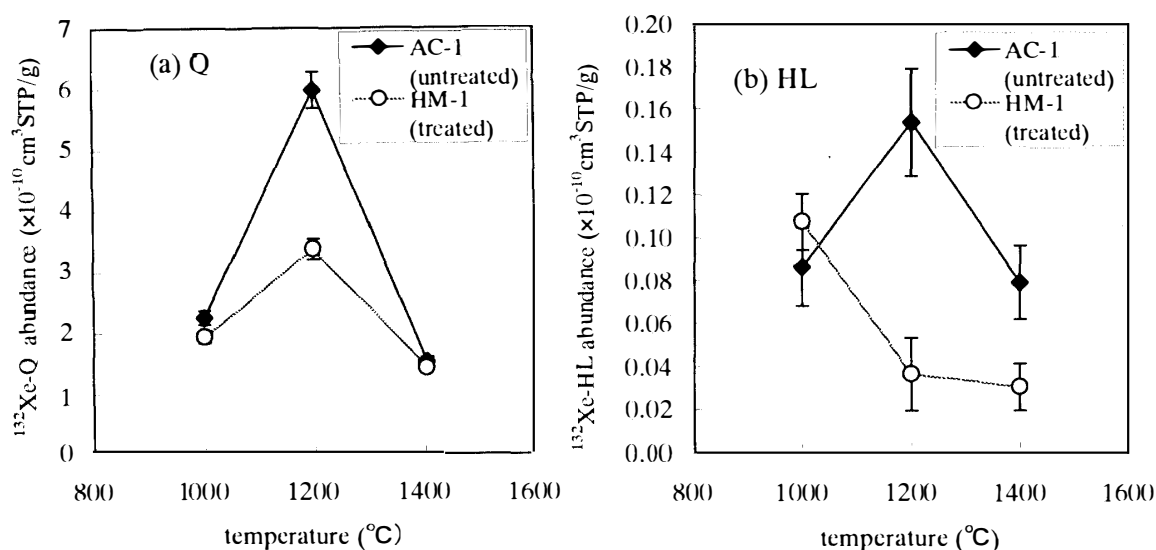 (a) Q
AC-1
(untreated)
HM-1
(treated)
7
6
5
4
3
2
1
0
800
1000
1200
1400
1600
¹³²Xe-Q abundance (×10⁻¹⁰cm³STP/g)
temperature (°C)
(b) HL
AC-1
(untreated)
HM-1
(treated)
0.20
0.18
0.16
0.14
0.12
0.10
0.08
0.06
0.04
0.02
0.00
800
1000
1200
1400
1600
¹³²Xe-HL abundance (×10⁻¹⁰cm³STP/g)
temperature (°C)